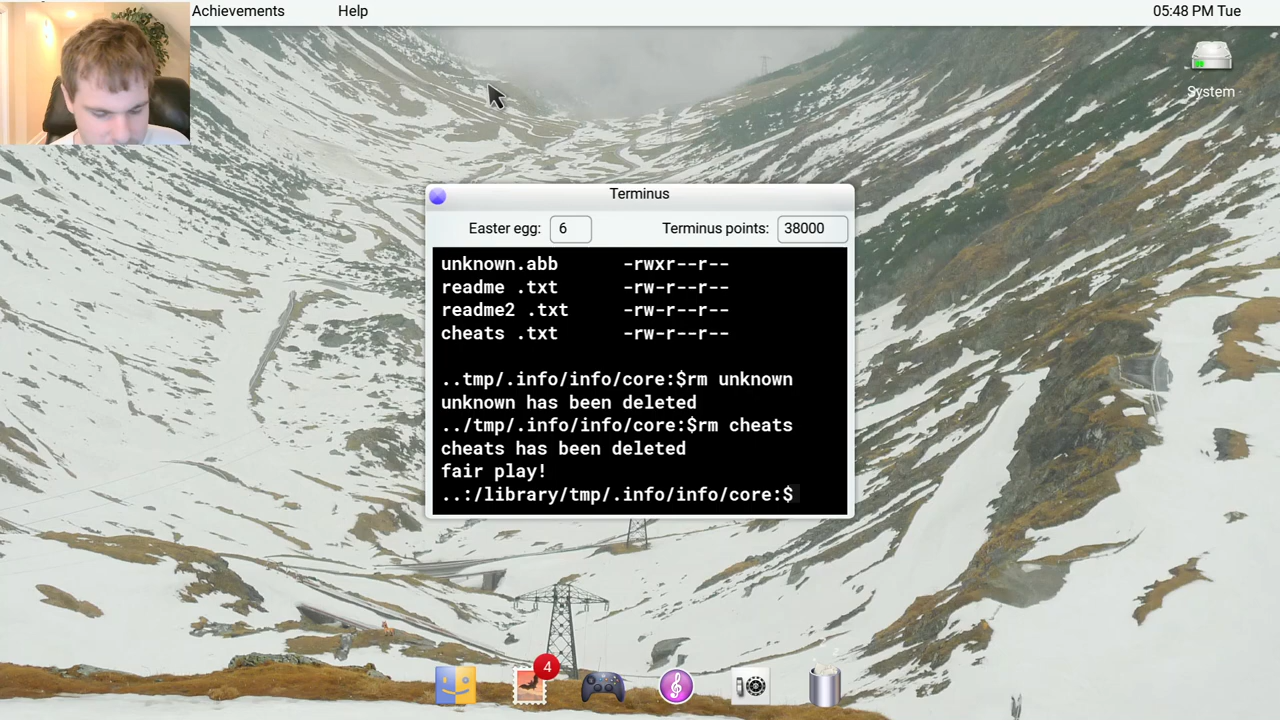 Achievements Help 05:48 PM Tue
System
Terminus
Easter egg: 6 Terminus points: 38000
unknown.abb -rwxr--r--
readme .txt -rw-r--r--
readme2 .txt -rw-r--r--
cheats .txt -rw-r--r--
..tmp/.info/info/core:$rm unknown
unknown has been deleted
../tmp/.info/info/core:$rm cheats
cheats has been deleted
fair play!
..:/library/tmp/.info/info/core:$
4